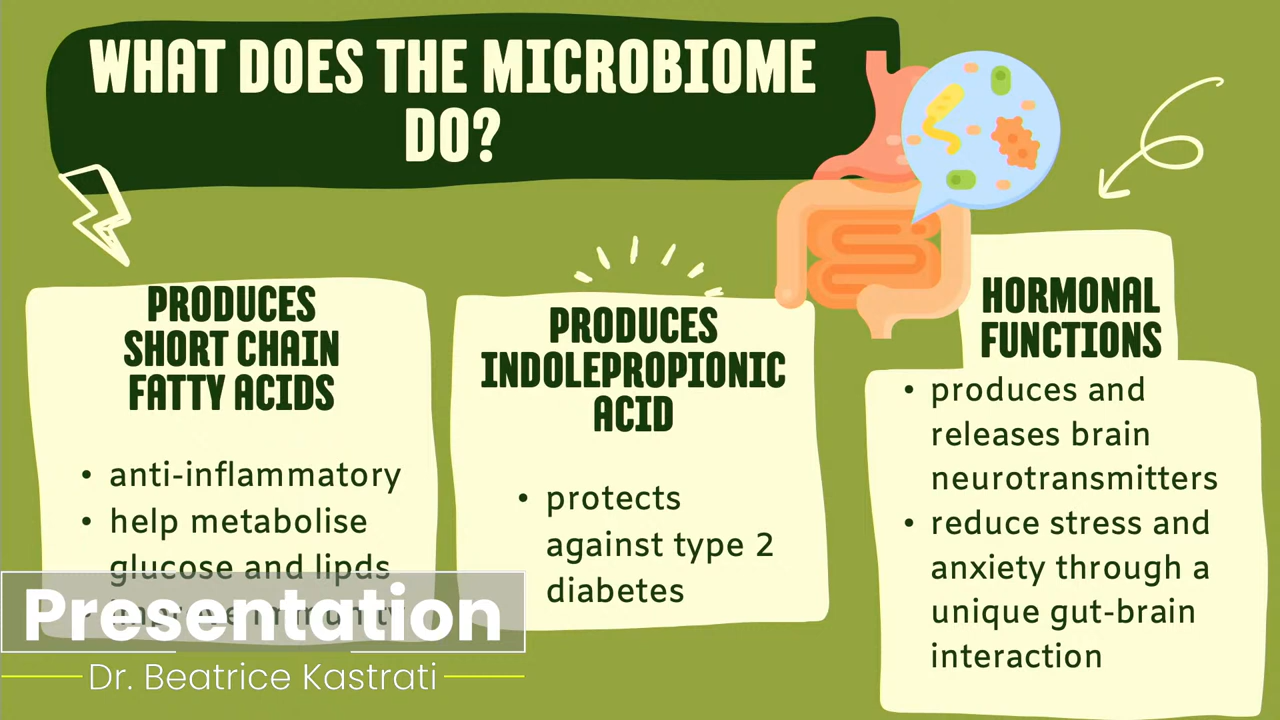 WHAT DOES THE MICROBIOME
DO?
PRODUCES
SHORT CHAIN
FATTY ACIDS
• anti-inflammatory
• help metabolise
glucose and lipds
• improve immunity
PRODUCES
INDOLEPROPIONIC
ACID
• protects
against type 2
diabetes
HORMONAL
FUNCTIONS
• produces and
releases brain
neurotransmitters
• reduce stress and
anxiety through a
unique gut-brain
interaction
Presentation
Dr. Beatrice Kastrati